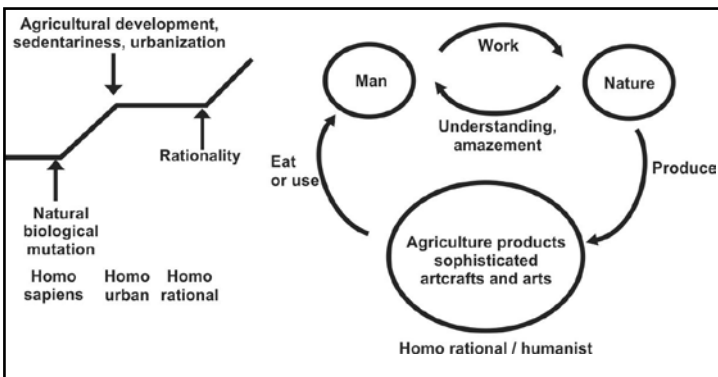 Agricultural development,
sedentariness, urbanization
Rationality
Natural
biological
mutation
Homo
sapiens
Homo
urban
Homo
rational
Man
Work
Nature
Understanding,
amazement
Eat
or use
Produce
Agriculture products
sophisticated
artcrafts and arts
Homo rational / humanist